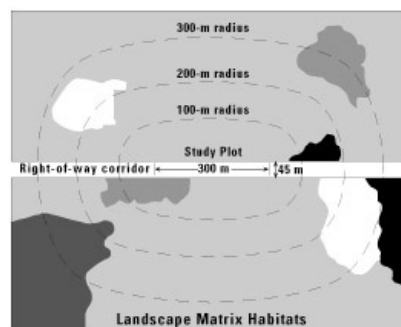 300-m radius
200-m radius
100-m radius
Study Plot
Right-of-way corridor
300 m
45 m
Landscape Matrix Habitats